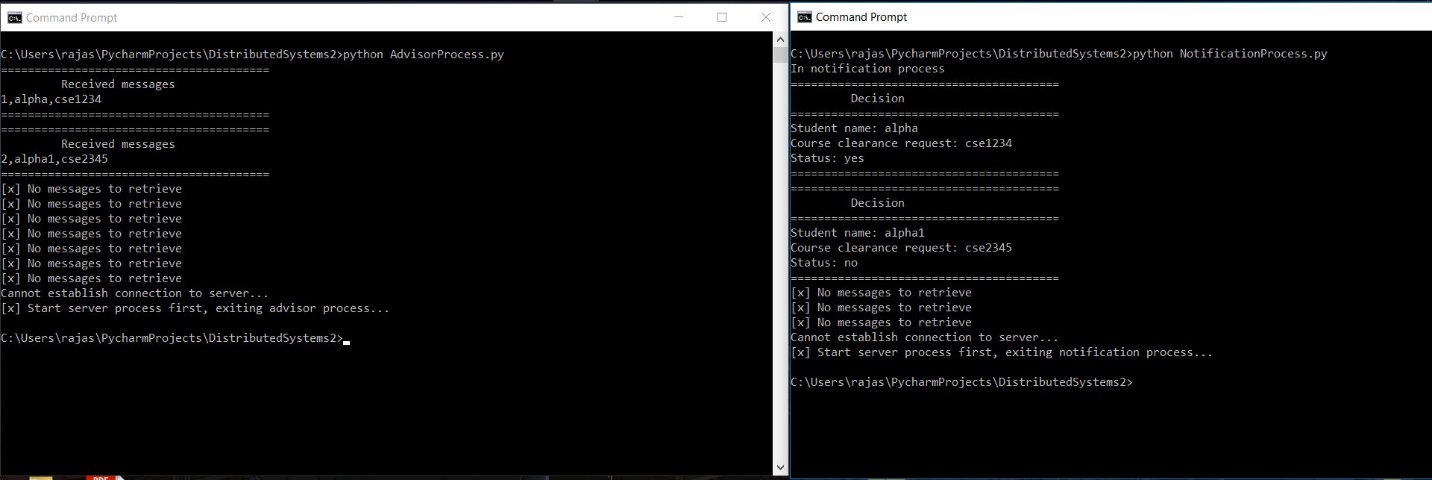 Command Prompt
C:\Users\rajas\PycharmProjects\DistributedSystems2>python AdvisorProcess.py
========================================
Received messages
1,alpha,cse1234
========================================
========================================
Received messages
2,alpha1,cse2345
========================================
[x] No messages to retrieve
[x] No messages to retrieve
[x] No messages to retrieve
[x] No messages to retrieve
[x] No messages to retrieve
[x] No messages to retrieve
[x] No messages to retrieve
Cannot establish connection to server...
[x] Start server process first, exiting advisor process...
C:\Users\rajas\PycharmProjects\DistributedSystems2>
Command Prompt
C:\Users\rajas\PycharmProjects\DistributedSystems2>python NotificationProcess.py
In notification process
========================================
Decision
========================================
Student name: alpha
Course clearance request: cse1234
Status: yes
========================================
========================================
Decision
========================================
Student name: alpha1
Course clearance request: cse2345
Status: no
========================================
[x] No messages to retrieve
[x] No messages to retrieve
[x] No messages to retrieve
Cannot establish connection to server...
[x] Start server process first, exiting notification process...
C:\Users\rajas\PycharmProjects\DistributedSystems2>